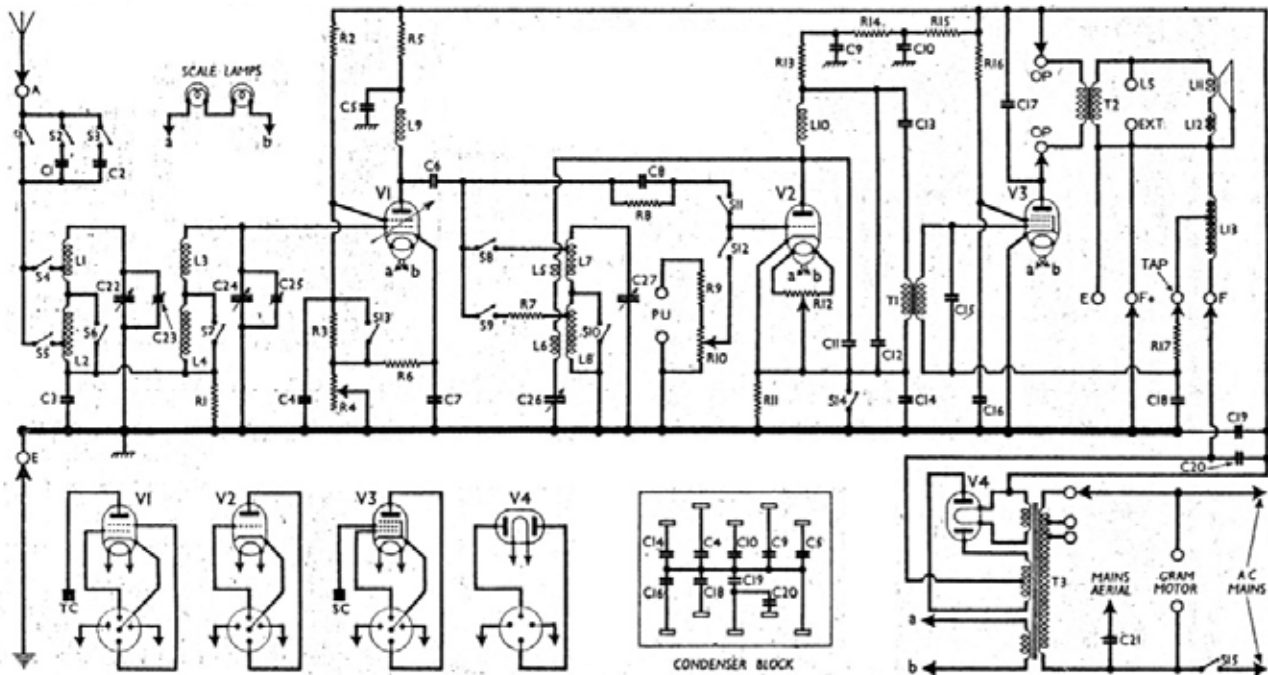 R2
R5
R14
R15
R13
C9
C10
R16
OP
LS
L11
A
SCALE LAMPS
C5
L9
L10
C17
T2
EXT.
L12
S2
S3
a
b
C13
OP
C2
C6
C8
V1
V2
V3
R8
S11
S12
L13
L1
L3
S8
L5
L7
a
b
a
b
a
b
TAP
S4
C22
C24
C25
C27
R9
R12
T1
C15
E
F+
F
C23
R3
S13
S9
R7
PU
S6
S7
S10
S5
L2
L4
R6
L6
L8
R10
C11
C12
R17
C3
R1
C4
R4
C7
C26
R11
S14
C14
C16
C18
C19
E
C20
V1
V2
V3
V4
V4
C14
C4
C10
C9
C5
C19
T3
MAINS
AERIAL
GRAM
MOTOR
A C
MAINS
TC
SC
C16
C18
C20
a
C21
b
S15
CONDENSER BLOCK